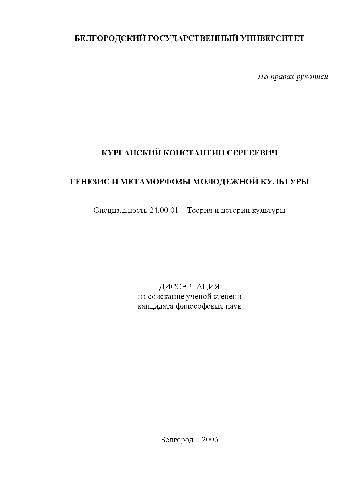 БЕЛГОРОДСКИЙ ГОСУДАРСТВЕННЫЙ УНИВЕРСИТЕТ
На правах рукописи
КУРГАНСКИЙ КОНСТАНТИН СЕРГЕЕВИЧ
ГЕНЕЗИС И МЕТАМОРФОЗЫ МОЛОДЕЖНОЙ КУЛЬТУРЫ
Специальность 24.00.01 – Теория и история культуры
ДИССЕРТАЦИЯ
на соискание ученой степени
кандидата философских наук
Белгород – 2006